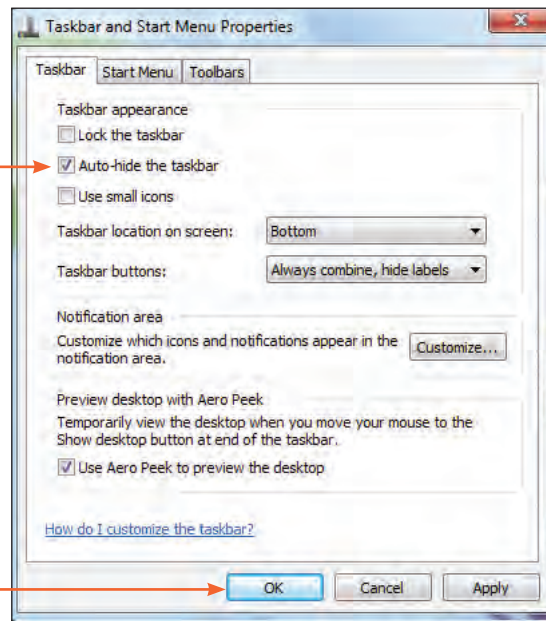 Taskbar and Start Menu Properties
Taskbar Start Menu Toolbars
Taskbar appearance
Lock the taskbar
Auto-hide the taskbar
Use small icons
Taskbar location on screen: Bottom
Taskbar buttons: Always combine, hide labels
Notification area
Customize which icons and notifications appear in the
notification area.
Customize...
Preview desktop with Aero Peek
Temporarily view the desktop when you move your mouse to the
Show desktop button at end of the taskbar.
Use Aero Peek to preview the desktop
How do I customize the taskbar?
OK Cancel Apply